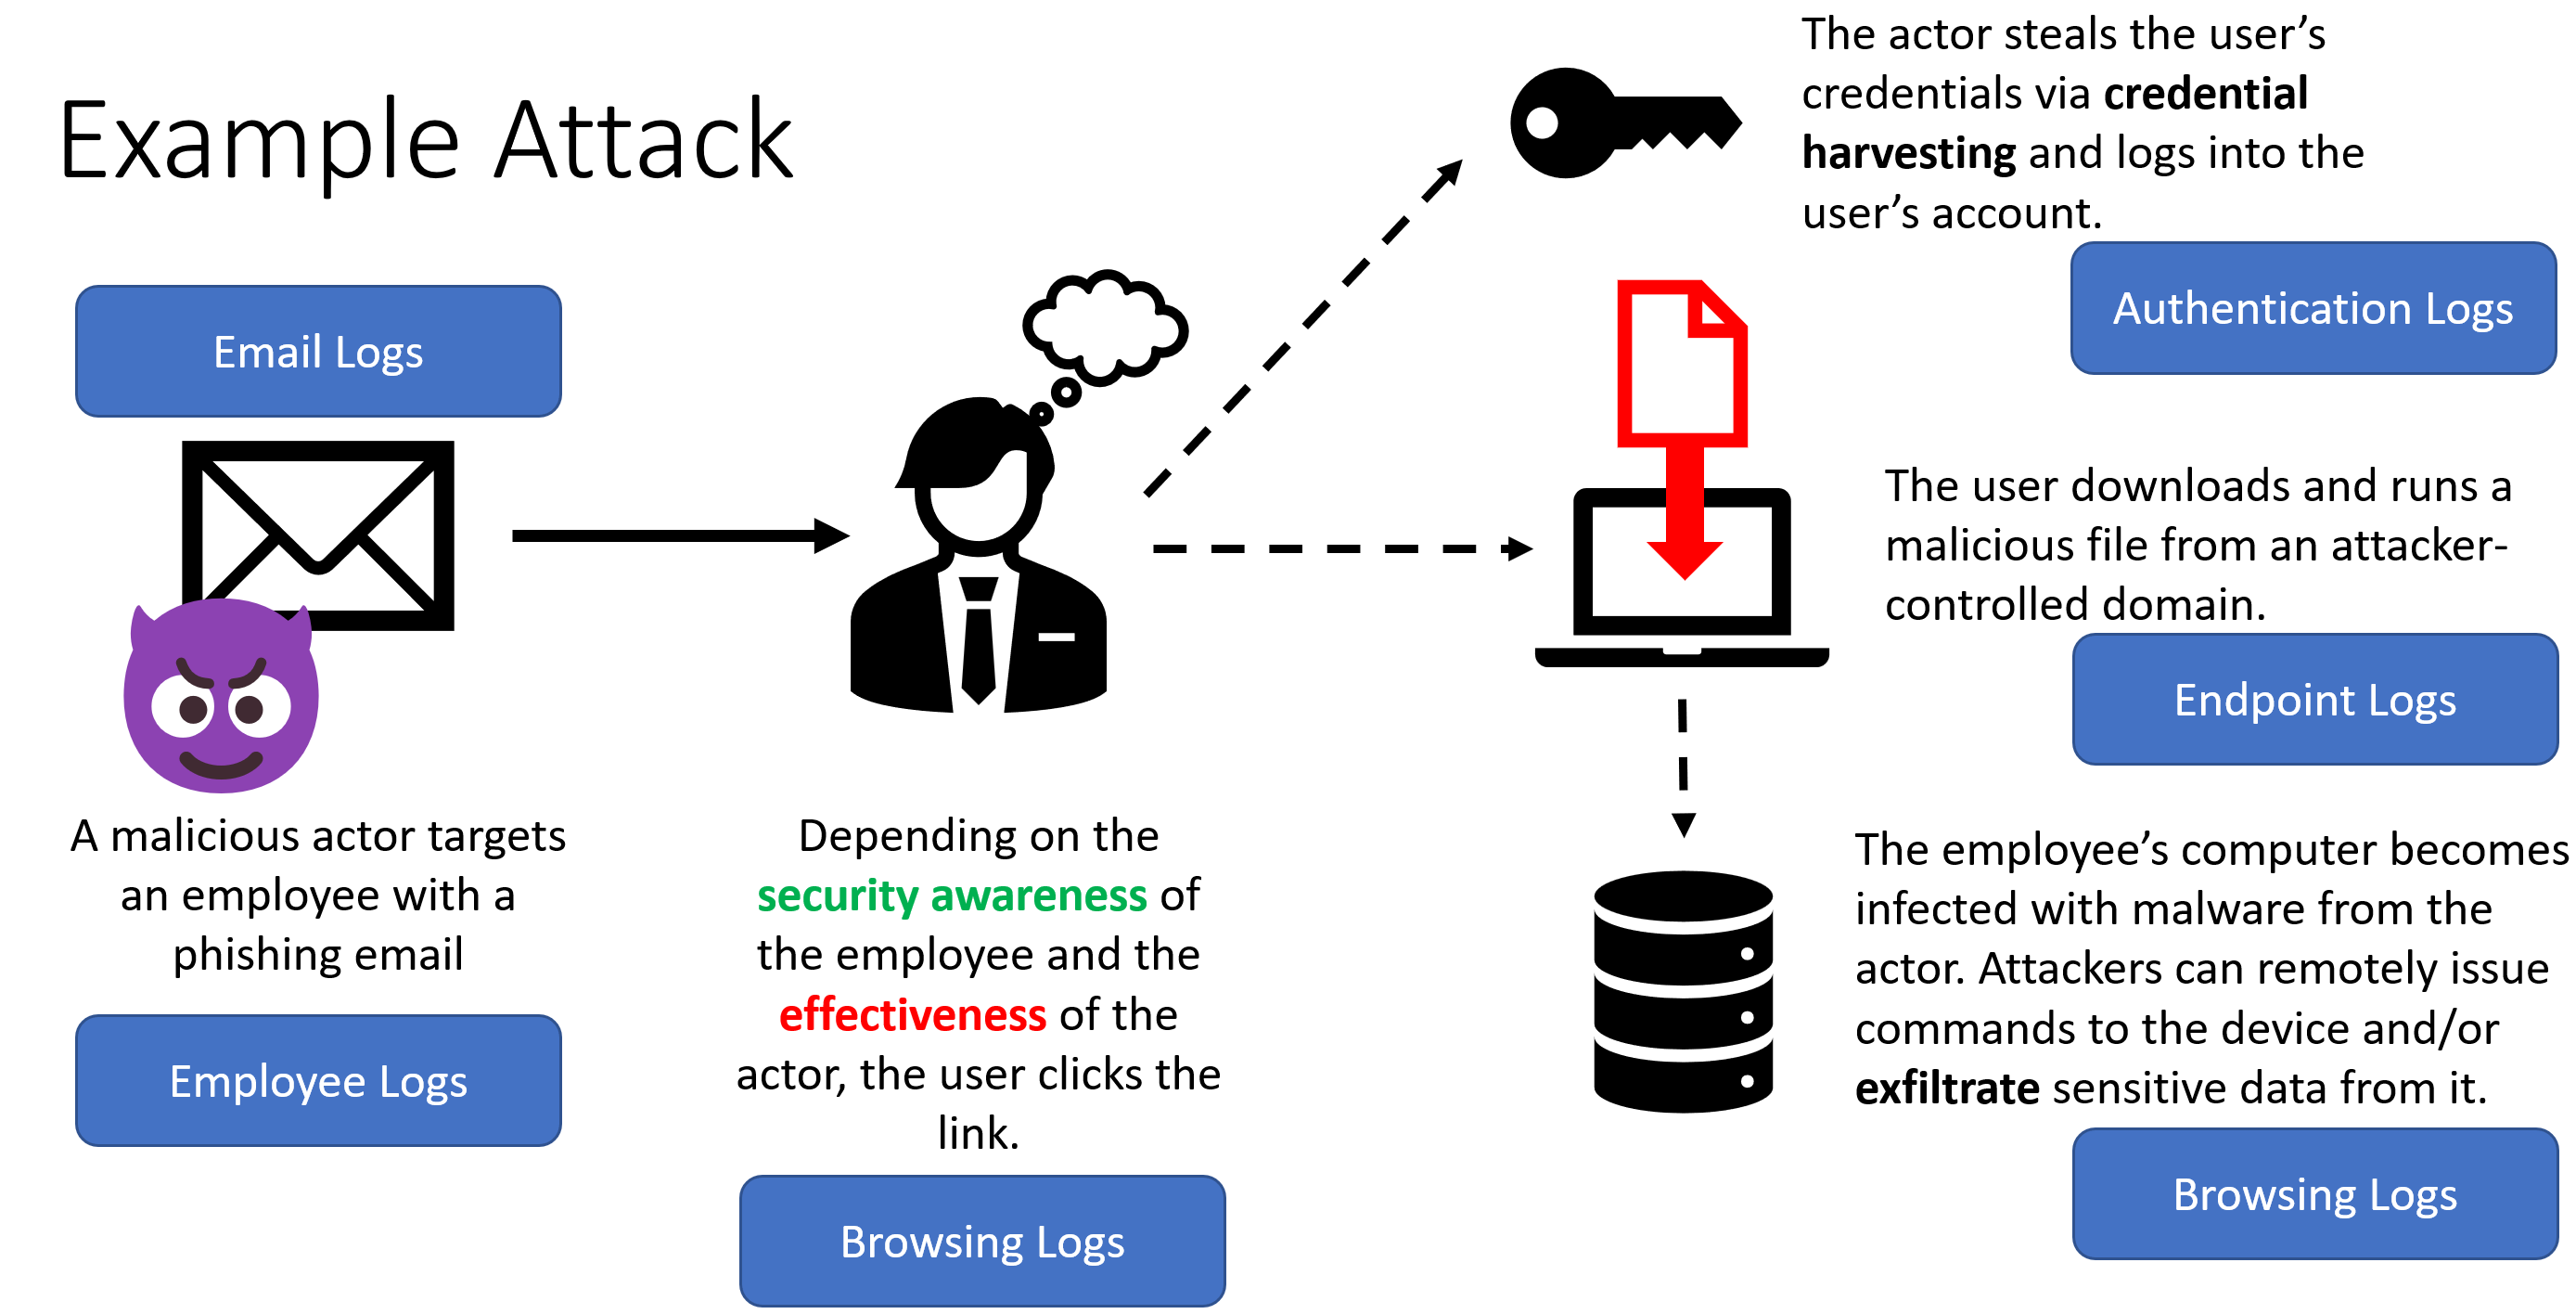 Example Attack
Email Logs
A malicious actor targets
an employee with a
phishing email
Employee Logs
Depending on the
security awareness of
the employee and the
effectiveness of the
actor, the user clicks the
link.
Browsing Logs
The actor steals the user’s
credentials via credential
harvesting and logs into the
user’s account.
Authentication Logs
The user downloads and runs a
malicious file from an attacker-
controlled domain.
Endpoint Logs
The employee’s computer becomes
infected with malware from the
actor. Attackers can remotely issue
commands to the device and/or
exfiltrate sensitive data from it.
Browsing Logs